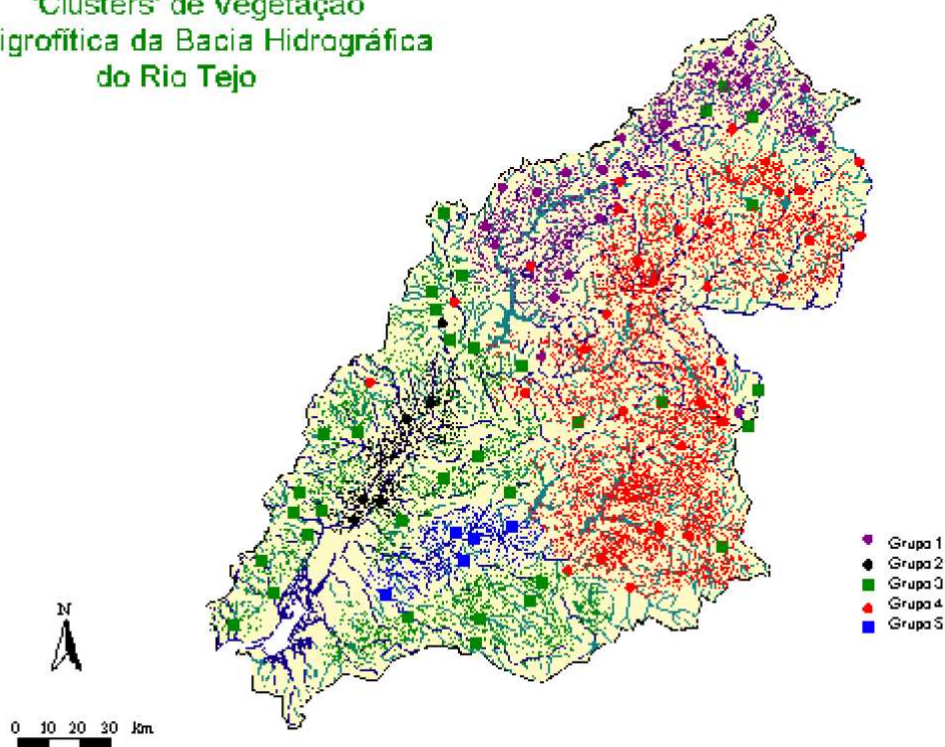 'Clusters' de Vegetação
igrofítica da Bacia Hidrográfica
do Rio Tejo
Grupo 1
Grupo 2
Grupo 3
Grupo 4
Grupo 5
N
0 10 20 30 km